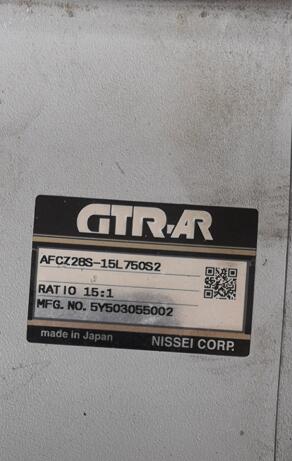 GTR-AR
AFCZ28S-15L750S2
RATIO 15:1
MFG. NO. 5Y503055002
made in Japan NISSEI CORP.